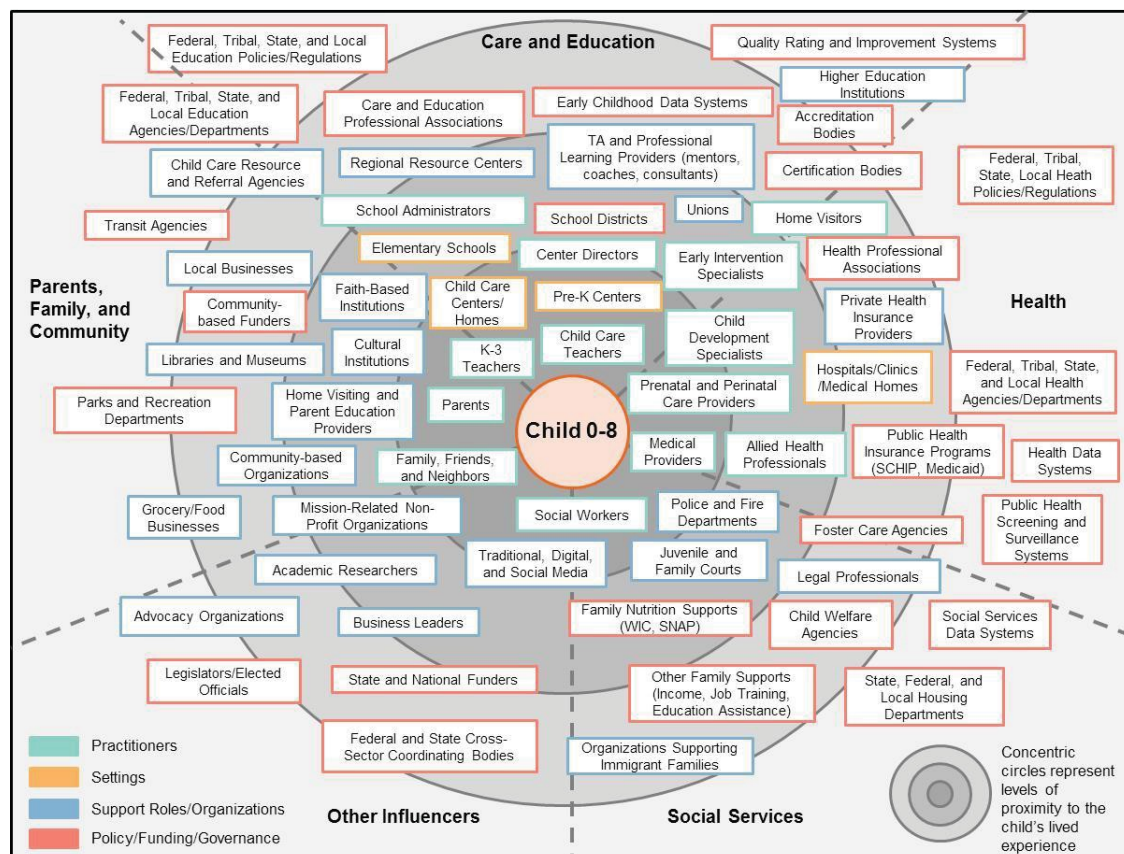 Care and Education
Federal, Tribal, State, and Local
Education Policies/Regulations
Quality Rating and Improvement Systems
Higher Education
Institutions
Federal, Tribal, State, and
Local Education
Agencies/Departments
Care and Education
Professional Associations
Early Childhood Data Systems
Accreditation
Bodies
TA and Professional
Learning Providers (mentors,
coaches, consultants)
Child Care Resource
and Referral Agencies
Regional Resource Centers
Certification Bodies
Federal, Tribal,
State, Local Heath
Policies/Regulations
School Administrators
School Districts
Unions
Home Visitors
Transit Agencies
Elementary Schools
Center Directors
Early Intervention
Specialists
Health Professional
Associations
Local Businesses
Parents,
Family, and
Community
Community-
based Funders
Faith-Based
Institutions
Child Care
Centers/
Homes
Pre-K Centers
Private Health
Insurance
Providers
Health
Libraries and Museums
Cultural
Institutions
K-3
Teachers
Child Care
Teachers
Child
Development
Specialists
Hospitals/Clinics
/Medical Homes
Federal, Tribal, State,
and Local Health
Agencies/Departments
Parks and Recreation
Departments
Home Visiting and
Parent Education
Providers
Parents
Child 0-8
Prenatal and Perinatal
Care Providers
Community-based
Organizations
Family, Friends,
and Neighbors
Medical
Providers
Allied Health
Professionals
Public Health
Insurance Programs
(SCHIP, Medicaid)
Health Data
Systems
Grocery/Food
Businesses
Mission-Related Non-
Profit Organizations
Social Workers
Police and Fire
Departments
Foster Care Agencies
Public Health
Screening and
Surveillance
Systems
Academic Researchers
Traditional, Digital,
and Social Media
Juvenile and
Family Courts
Legal Professionals
Advocacy Organizations
Business Leaders
Family Nutrition Supports
(WIC, SNAP)
Child Welfare
Agencies
Social Services
Data Systems
Legislators/Elected
Officials
State and National Funders
Other Family Supports
(Income, Job Training,
Education Assistance)
State, Federal, and
Local Housing
Departments
Federal and State Cross-
Sector Coordinating Bodies
Organizations Supporting
Immigrant Families
Other Influencers
Social Services
Practitioners
Settings
Support Roles/Organizations
Policy/Funding/Governance
Concentric
circles represent
levels of
proximity to the
child's lived
experience